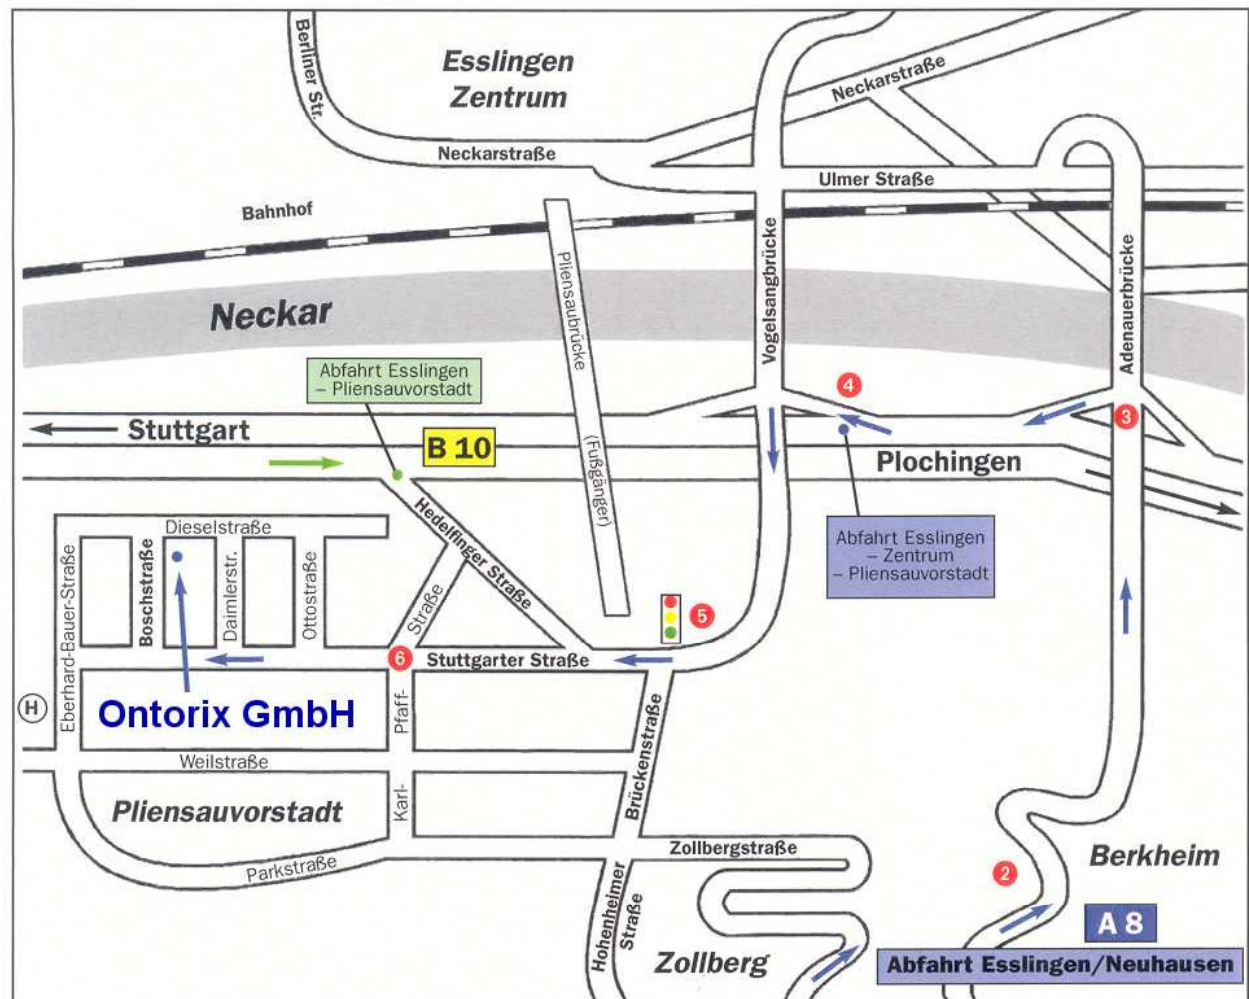 Berliner Str.
Esslingen
Zentrum
Neckarstraße
Neckarstraße
Ulmer Straße
Bahnhof
Neckar
Pliensaubrücke
(Fußgänger)
Vogelsangbrücke
Adenauerbrücke
Abfahrt Esslingen
– Pliensauvorstadt
4
3
Stuttgart
B 10
Plochingen
Hedelfinger Straße
Abfahrt Esslingen
– Zentrum
– Pliensauvorstadt
Dieselstraße
Eberhard-Bauer-Straße
Boschstraße
Daimlerstr.
Ottostraße
Karl-
Pfaff-
Straße
5
6
Stuttgarter Straße
H
Ontorix GmbH
Weilstraße
Brückenstraße
Pliensauvorstadt
Parkstraße
Zollbergstraße
Hohenheimer
Straße
Zollberg
2
Berkheim
A 8
Abfahrt Esslingen/Neuhausen